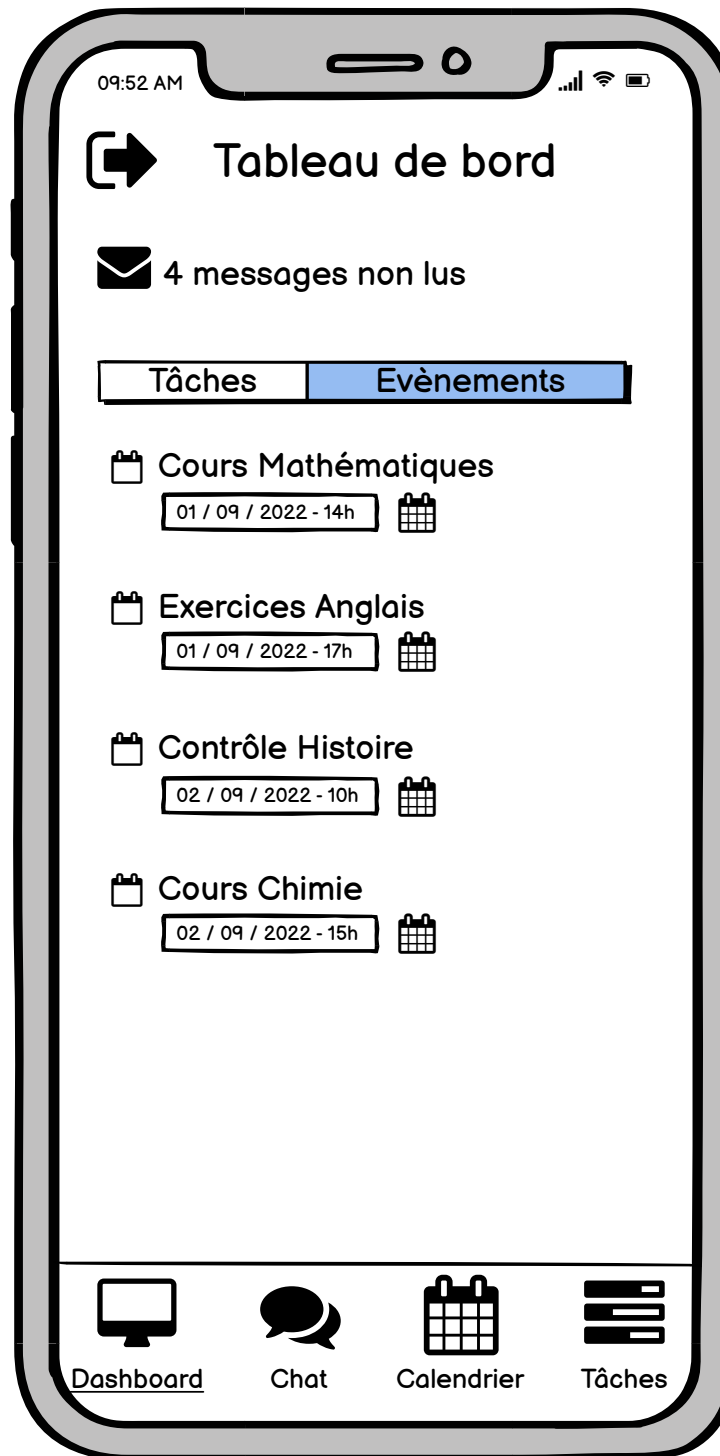 09:52 AM
Tableau de bord
4 messages non lus
Tâches Evènements
Cours Mathématiques
01 / 09 / 2022 - 14h
Exercices Anglais
01 / 09 / 2022 - 17h
Contrôle Histoire
02 / 09 / 2022 - 10h
Cours Chimie
02 / 09 / 2022 - 15h
Dashboard Chat Calendrier Tâches